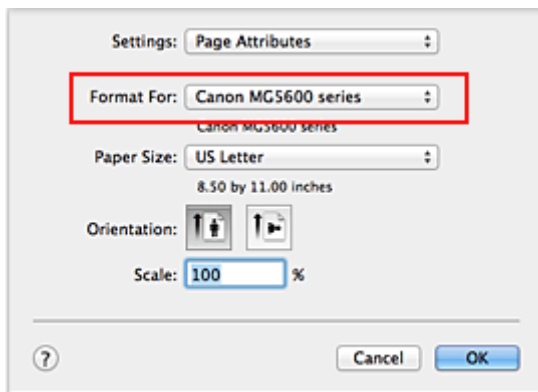 Settings: Page Attributes
Format For: Canon MG5600 series
Canon MG5600 series
Paper Size: US Letter
8.50 by 11.00 inches
Orientation:
Scale: 100 %
? Cancel OK